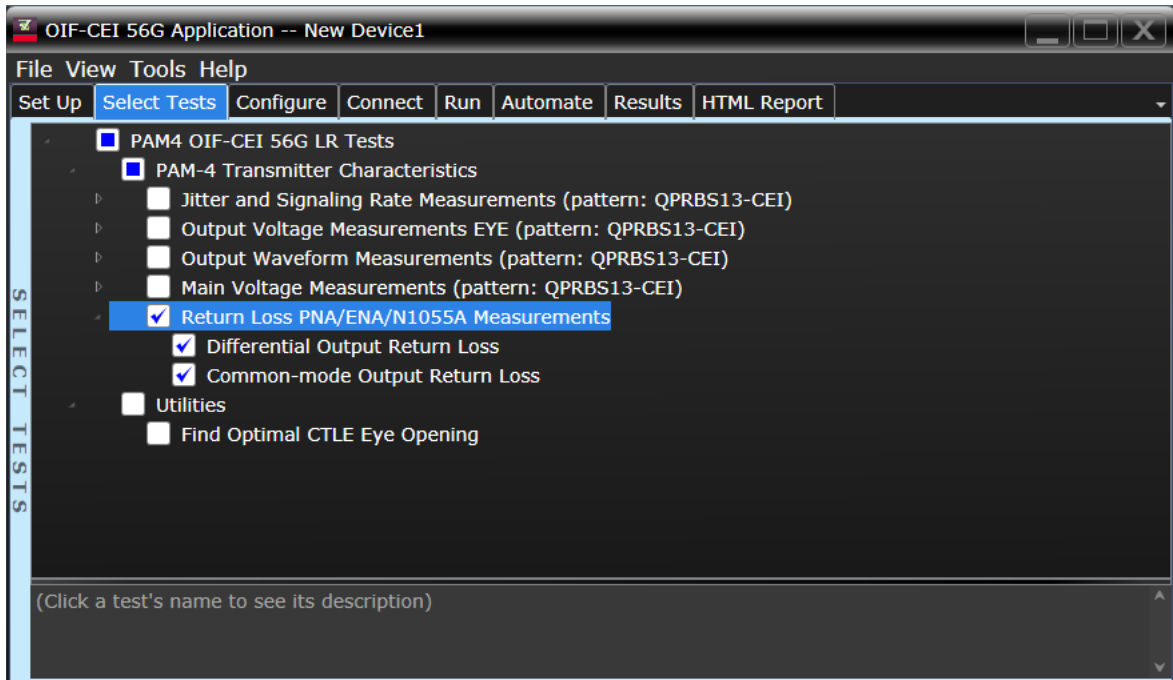 OIF-CEI 56G Application -- New Device1
File View Tools Help
Set Up Select Tests Configure Connect Run Automate Results HTML Report
SELECT TESTS
PAM4 OIF-CEI 56G LR Tests
PAM-4 Transmitter Characteristics
Jitter and Signaling Rate Measurements (pattern: QPRBS13-CEI)
Output Voltage Measurements EYE (pattern: QPRBS13-CEI)
Output Waveform Measurements (pattern: QPRBS13-CEI)
Main Voltage Measurements (pattern: QPRBS13-CEI)
Return Loss PNA/ENA/N1055A Measurements
Differential Output Return Loss
Common-mode Output Return Loss
Utilities
Find Optimal CTLE Eye Opening
(Click a test's name to see its description)